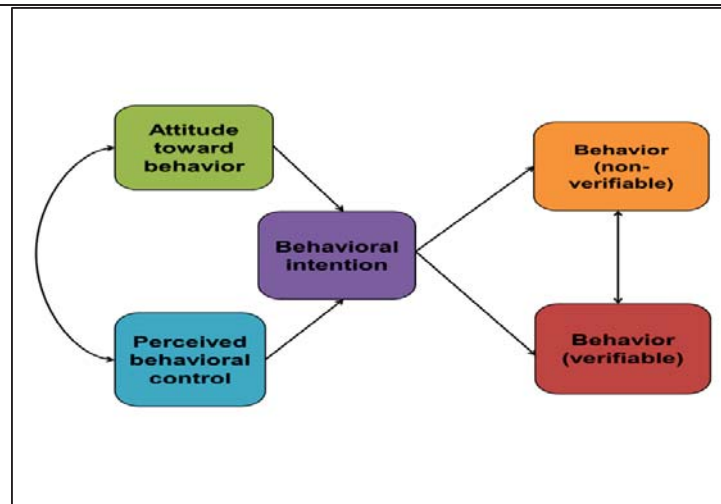 Attitude
toward
behavior
Behavior
(non-
verifiable)
Behavioral
intention
Perceived
behavioral
control
Behavior
(verifiable)